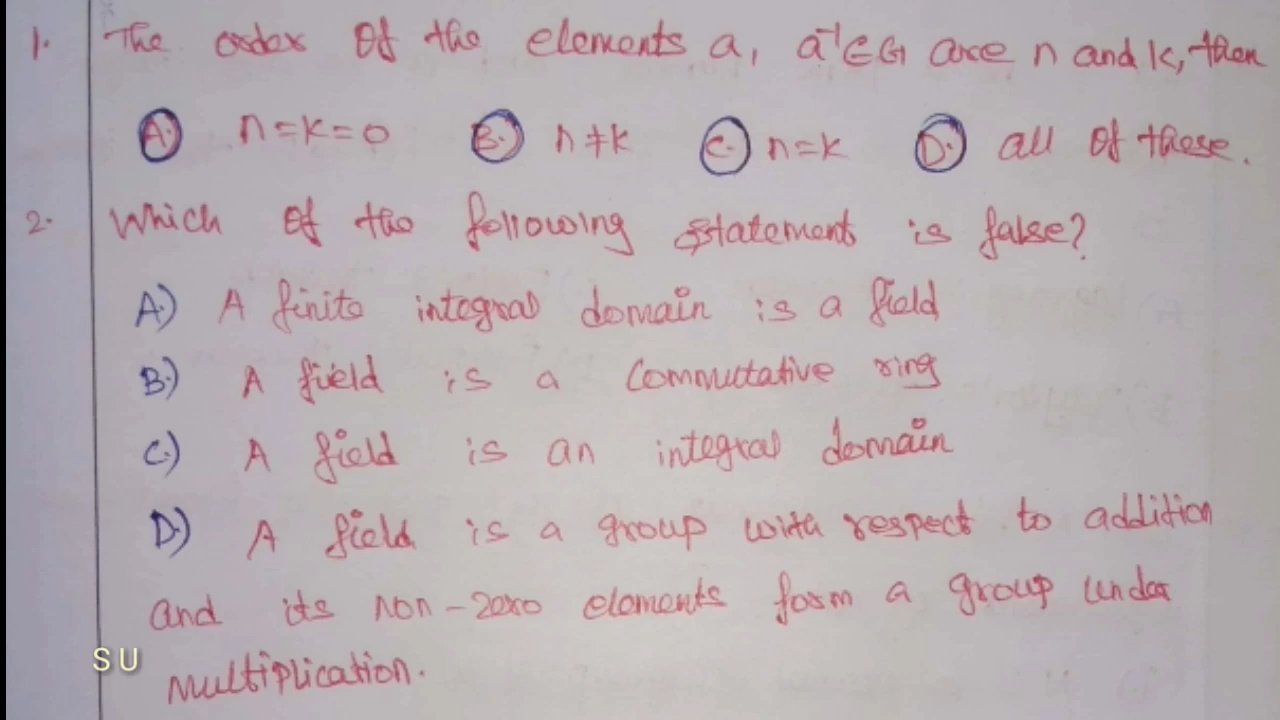 1. The order of the elements a, a⁻¹∈G are n and k, then
A. n=k=0 B. n≠k C. n=k D. all of these.
2. Which of the following statement is false?
A.) A finite integral domain is a field
B.) A field is a commutative ring
C.) A field is an integral domain
D.) A field is a group with respect to addition
and its non-zero elements form a group under
SU
multiplication.